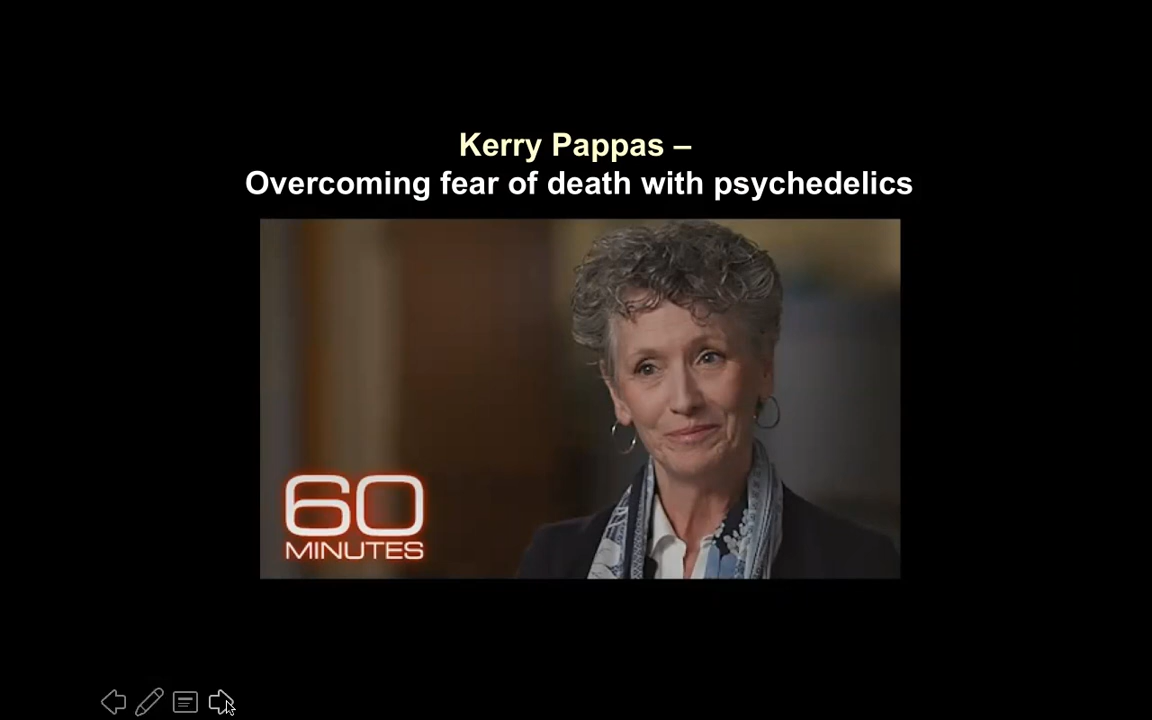 Kerry Pappas –
Overcoming fear of death with psychedelics
60
MINUTES